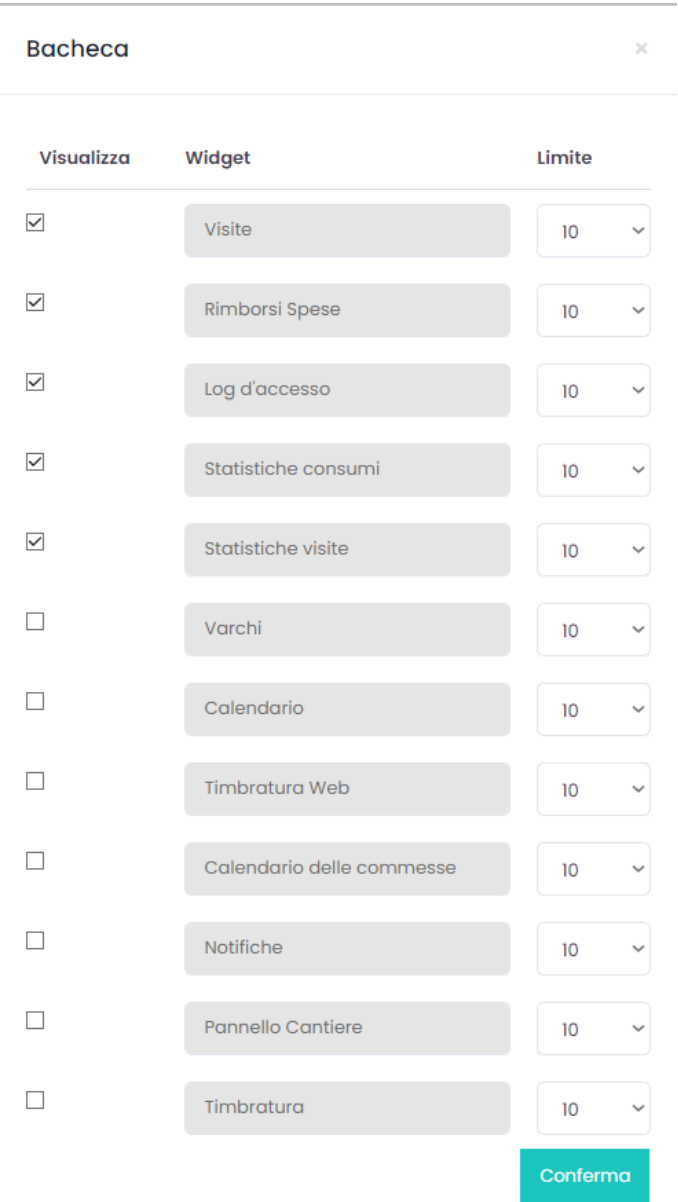 Bacheca ×
Visualizza Widget Limite
Visite 10
Rimborsi Spese 10
Log d'accesso 10
Statistiche consumi 10
Statistiche visite 10
Varchi 10
Calendario 10
Timbratura Web 10
Calendario delle commesse 10
Notifiche 10
Pannello Cantiere 10
Timbratura 10
Conferma